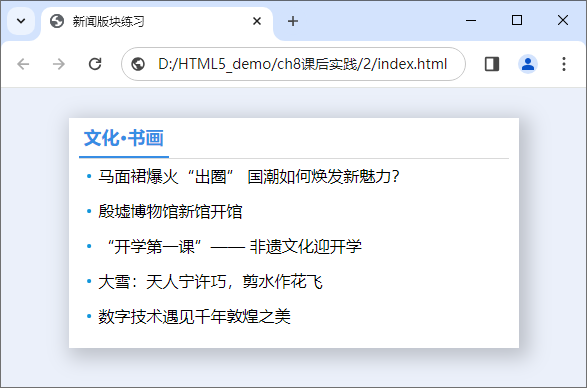 新闻版块练习
D:/HTML5_demo/ch8课后实践/2/index.html
文化•书画
马面裙爆火“出圈” 国潮如何焕发新魅力？
殷墟博物馆新馆开馆
“开学第一课”—— 非遗文化迎开学
大雪：天人宁许巧，剪水作花飞
数字技术遇见千年敦煌之美